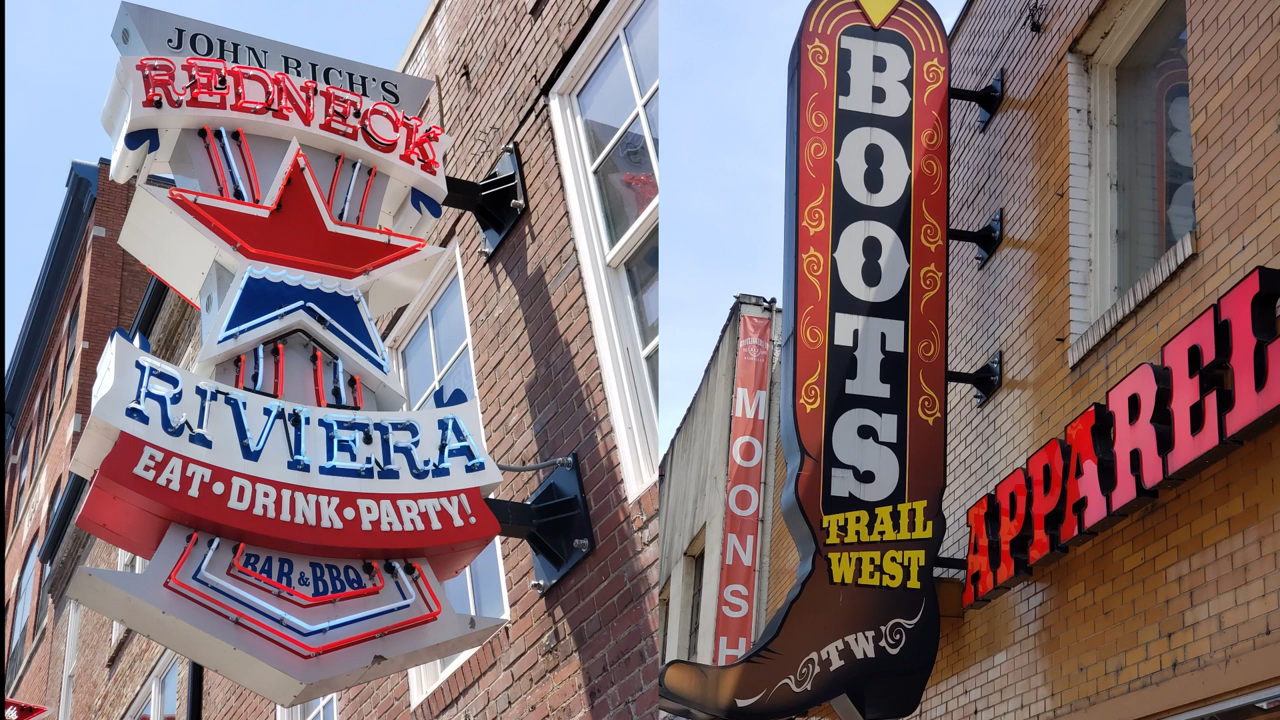 JOHN RICH'S
REDNECK
RIVIERA
EAT•DRINK•PARTY!
BAR & BBQ
BOOTS
TRAIL
WEST
TW
MOONSH
APPAREL